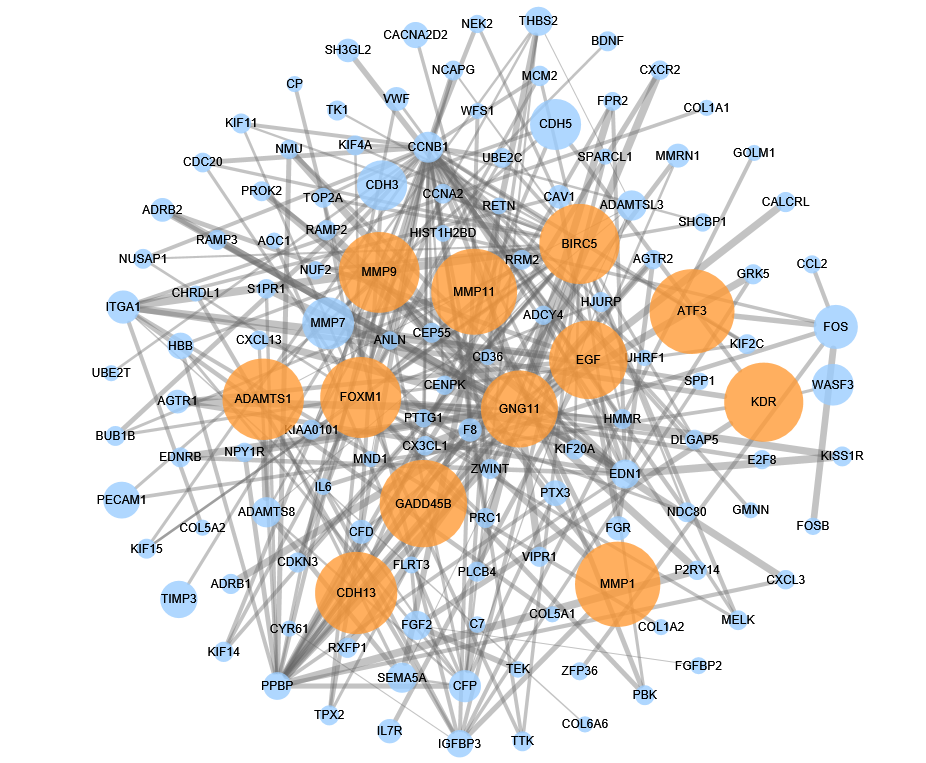 THBS2
NEK2
CACNA2D2
BDNF
SH3GL2
NCAPG
CXCR2
MCM2
CP
VWF
FPR2
COL1A1
TK1
WFS1
KIF11
CDH5
NMU
KIF4A
CCNB1
UBE2C
SPARCL1
MMRN1
GOLM1
CDC20
CDH3
PROK2
TOP2A
CCNA2
RETN
CAV1
ADAMTSL3
CALCRL
ADRB2
SHCBP1
RAMP3
AOC1
RAMP2
HIST1H2BD
BIRC5
NUSAP1
NUF2
MMP9
RRM2
AGTR2
CCL2
GRK5
CHRDL1
S1PR1
MMP11
HJURP
ITGA1
MMP7
ADCY4
ATF3
FOS
HBB
CXCL13
ANLN
CEP55
KIF2C
CD36
EGF
UHRF1
UBE2T
CENPK
SPP1
WASF3
AGTR1
ADAMTS1
FOXM1
GNG11
KDR
PTTG1
HMMR
BUB1B
KIAA0101
F8
DLGAP5
EDNRB
NPY1R
MND1
CX3CL1
KIF20A
E2F8
KISS1R
ZWINT
EDN1
PECAM1
IL6
PTX3
ADAMTS8
GADD45B
PRC1
NDC80
GMNN
COL5A2
CFD
FGR
FOSB
KIF15
CDKN3
FLRT3
PLCB4
VIPR1
P2RY14
CXCL3
TIMP3
ADRB1
CDH13
MMP1
CYR61
FGF2
C7
COL5A1
COL1A2
MELK
KIF14
RXFP1
FGFBP2
PPBP
SEMA5A
CFP
TEK
ZFP36
PBK
TPX2
IL7R
COL6A6
IGFBP3
TTK